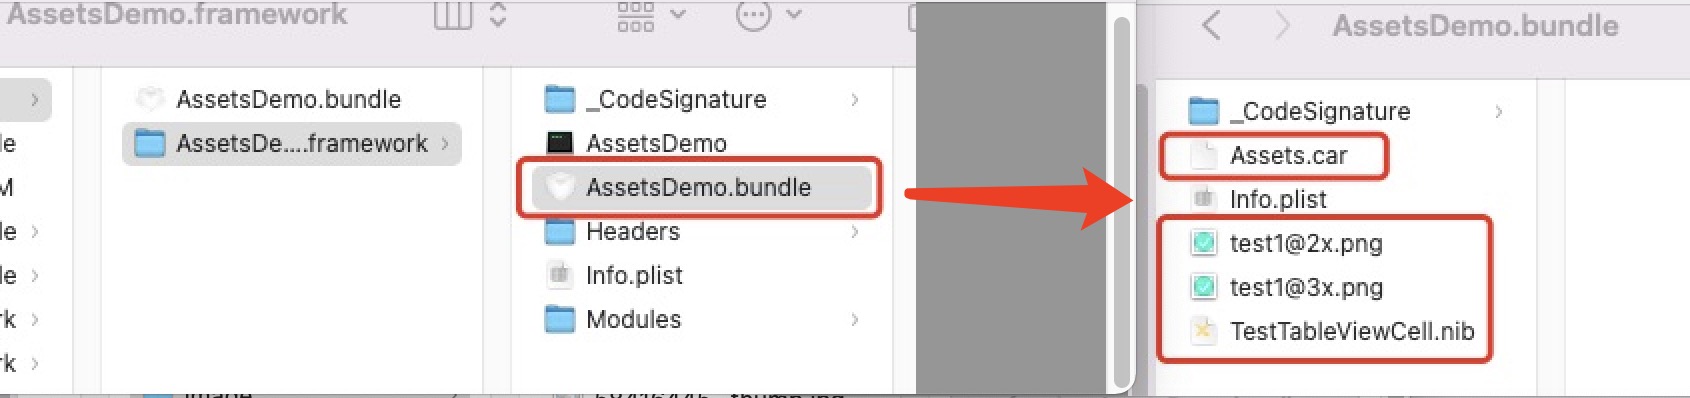 AssetsDemo.framework
AssetsDemo.bundle
le
M
le
le
rk
rk
AssetsDemo.bundle
AssetsDe....framework
_CodeSignature
AssetsDemo
AssetsDemo.bundle
Headers
Info.plist
Modules
_CodeSignature
Assets.car
Info.plist
test1@2x.png
test1@3x.png
TestTableViewCell.nib